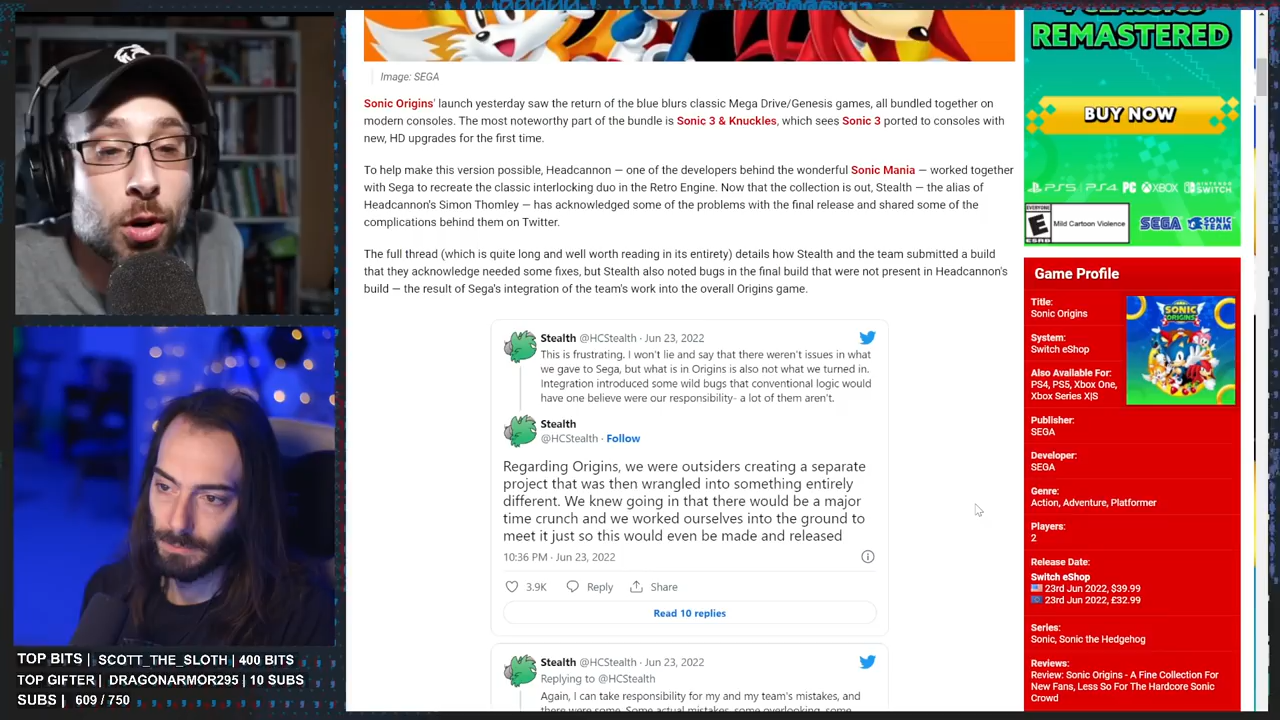 Image: SEGA
Sonic Origins' launch yesterday saw the return of the blue blurs classic Mega Drive/Genesis games, all bundled together on
modern consoles. The most noteworthy part of the bundle is Sonic 3 & Knuckles, which sees Sonic 3 ported to consoles with
new, HD upgrades for the first time.
To help make this version possible, Headcannon — one of the developers behind the wonderful Sonic Mania — worked together
with Sega to recreate the classic interlocking duo in the Retro Engine. Now that the collection is out, Stealth — the alias of
Headcannon's Simon Thomley — has acknowledged some of the problems with the final release and shared some of the
complications behind them on Twitter.
The full thread (which is quite long and well worth reading in its entirety) details how Stealth and the team submitted a build
that they acknowledge needed some fixes, but Stealth also noted bugs in the final build that were not present in Headcannon's
build — the result of Sega's integration of the team's work into the overall Origins game.
Stealth @HCStealth · Jun 23, 2022
This is frustrating. I won't lie and say that there weren't issues in what
we gave to Sega, but what is in Origins is also not what we turned in.
Integration introduced some wild bugs that conventional logic would
have one believe were our responsibility- a lot of them aren't.
Stealth
@HCStealth · Follow
Regarding Origins, we were outsiders creating a separate
project that was then wrangled into something entirely
different. We knew going in that there would be a major
time crunch and we worked ourselves into the ground to
meet it just so this would even be made and released
10:36 PM · Jun 23, 2022
3.9K Reply Share
Read 10 replies
Stealth @HCStealth · Jun 23, 2022
Replying to @HCStealth
Again, I can take responsibility for my and my team's mistakes, and
there were some. Some actual mistakes, some overlooking, some
REMASTERED
BUY NOW
PS5 PS4 PC XBOX NINTENDO SWITCH
EVERYONE
E
ESRB
Mild Cartoon Violence
SEGA SONIC TEAM
Game Profile
Title:
Sonic Origins
SONIC ORIGINS
System:
Switch eShop
Also Available For:
PS4, PS5, Xbox One,
Xbox Series X|S
Publisher:
SEGA
Developer:
SEGA
Genre:
Action, Adventure, Platformer
Players:
2
Release Date:
Switch eShop
23rd Jun 2022, $39.99
23rd Jun 2022, £32.99
Series:
Sonic, Sonic the Hedgehog
Reviews:
Review: Sonic Origins - A Fine Collection For
New Fans, Less So For The Hardcore Sonic
Crowd
TOP BITS | SCOTT_THE_SLOTH | 400 BITS
TOP GIFTER | DRAGONARMOR295 | 10 SUBS
SUBS | 609 / 750